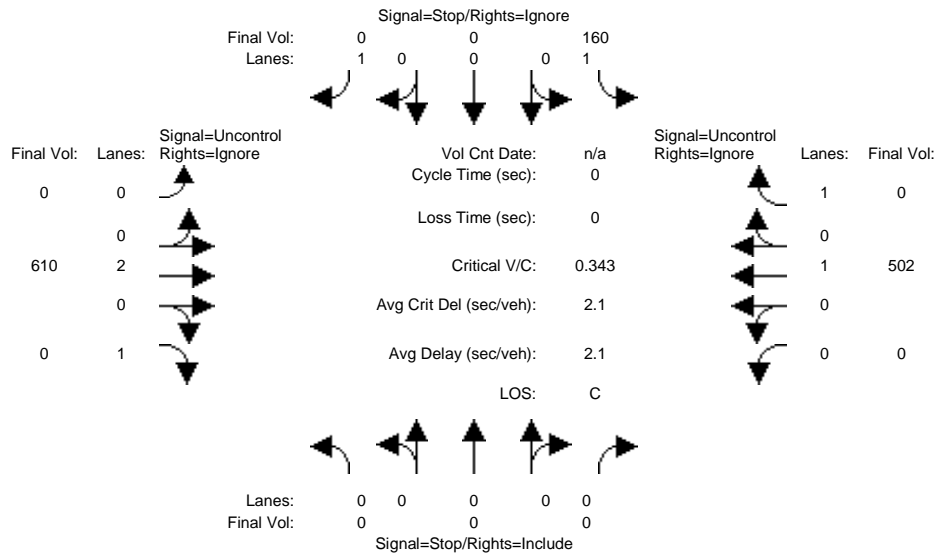 Signal=Stop/Rights=Ignore
Final Vol: 0 0 160
Lanes: 1 0 0 0 1
Signal=Uncontrol
Final Vol: Lanes: Rights=Ignore
Vol Cnt Date: n/a
Signal=Uncontrol
Rights=Ignore Lanes: Final Vol:
Cycle Time (sec): 0
0 0 1 0
Loss Time (sec): 0
0 0
610 2 Critical V/C: 0.343 1 502
0 Avg Crit Del (sec/veh): 2.1 0
0 1 Avg Delay (sec/veh): 2.1 0 0
LOS: C
Lanes: 0 0 0 0 0
Final Vol: 0 0 0
Signal=Stop/Rights=Include